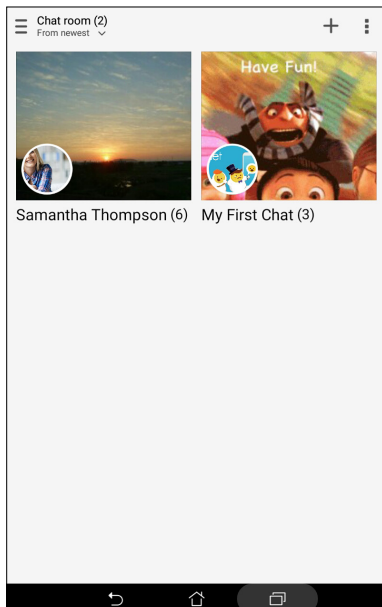 Chat room (2)
From newest
Have Fun!
Samantha Thompson (6)
My First Chat (3)